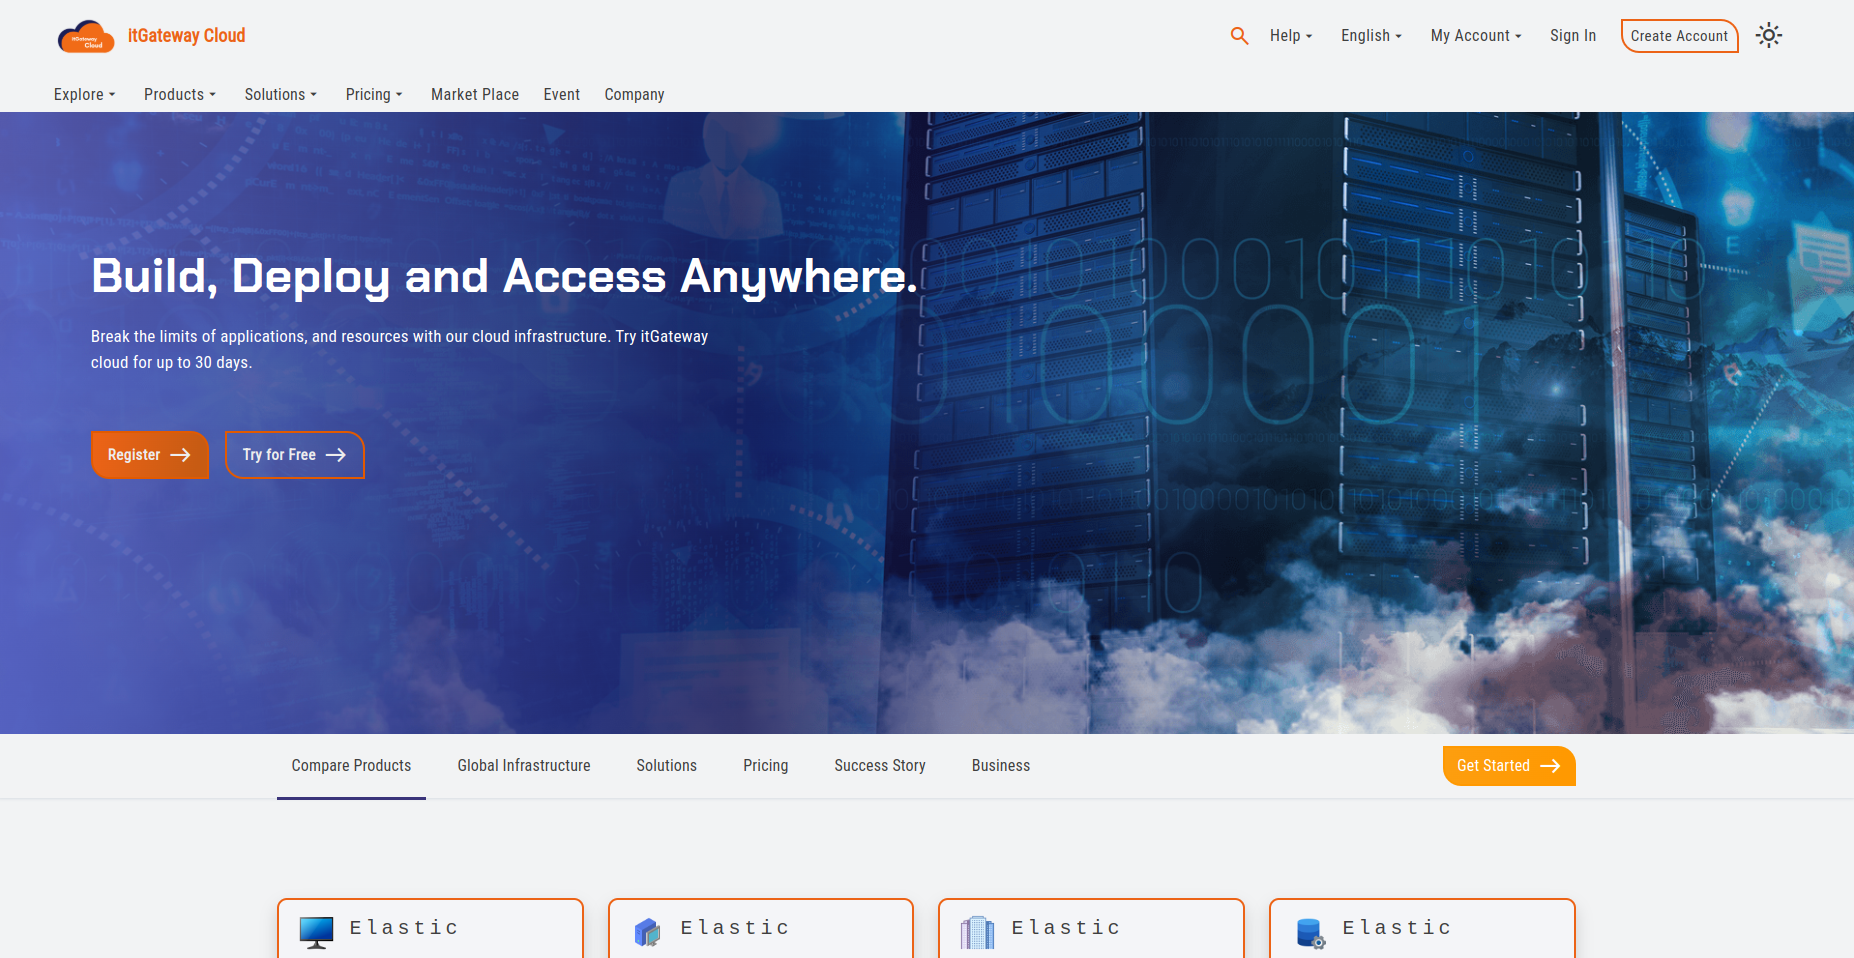 itGateway Cloud
itGateway Cloud
Help
English
My Account
Sign In
Create Account
Explore
Products
Solutions
Pricing
Market Place
Event
Company
Build, Deploy and Access Anywhere.
Break the limits of applications, and resources with our cloud infrastructure. Try itGateway
cloud for up to 30 days.
Register
Try for Free
Compare Products
Global Infrastructure
Solutions
Pricing
Success Story
Business
Get Started
Elastic
Elastic
Elastic
Elastic